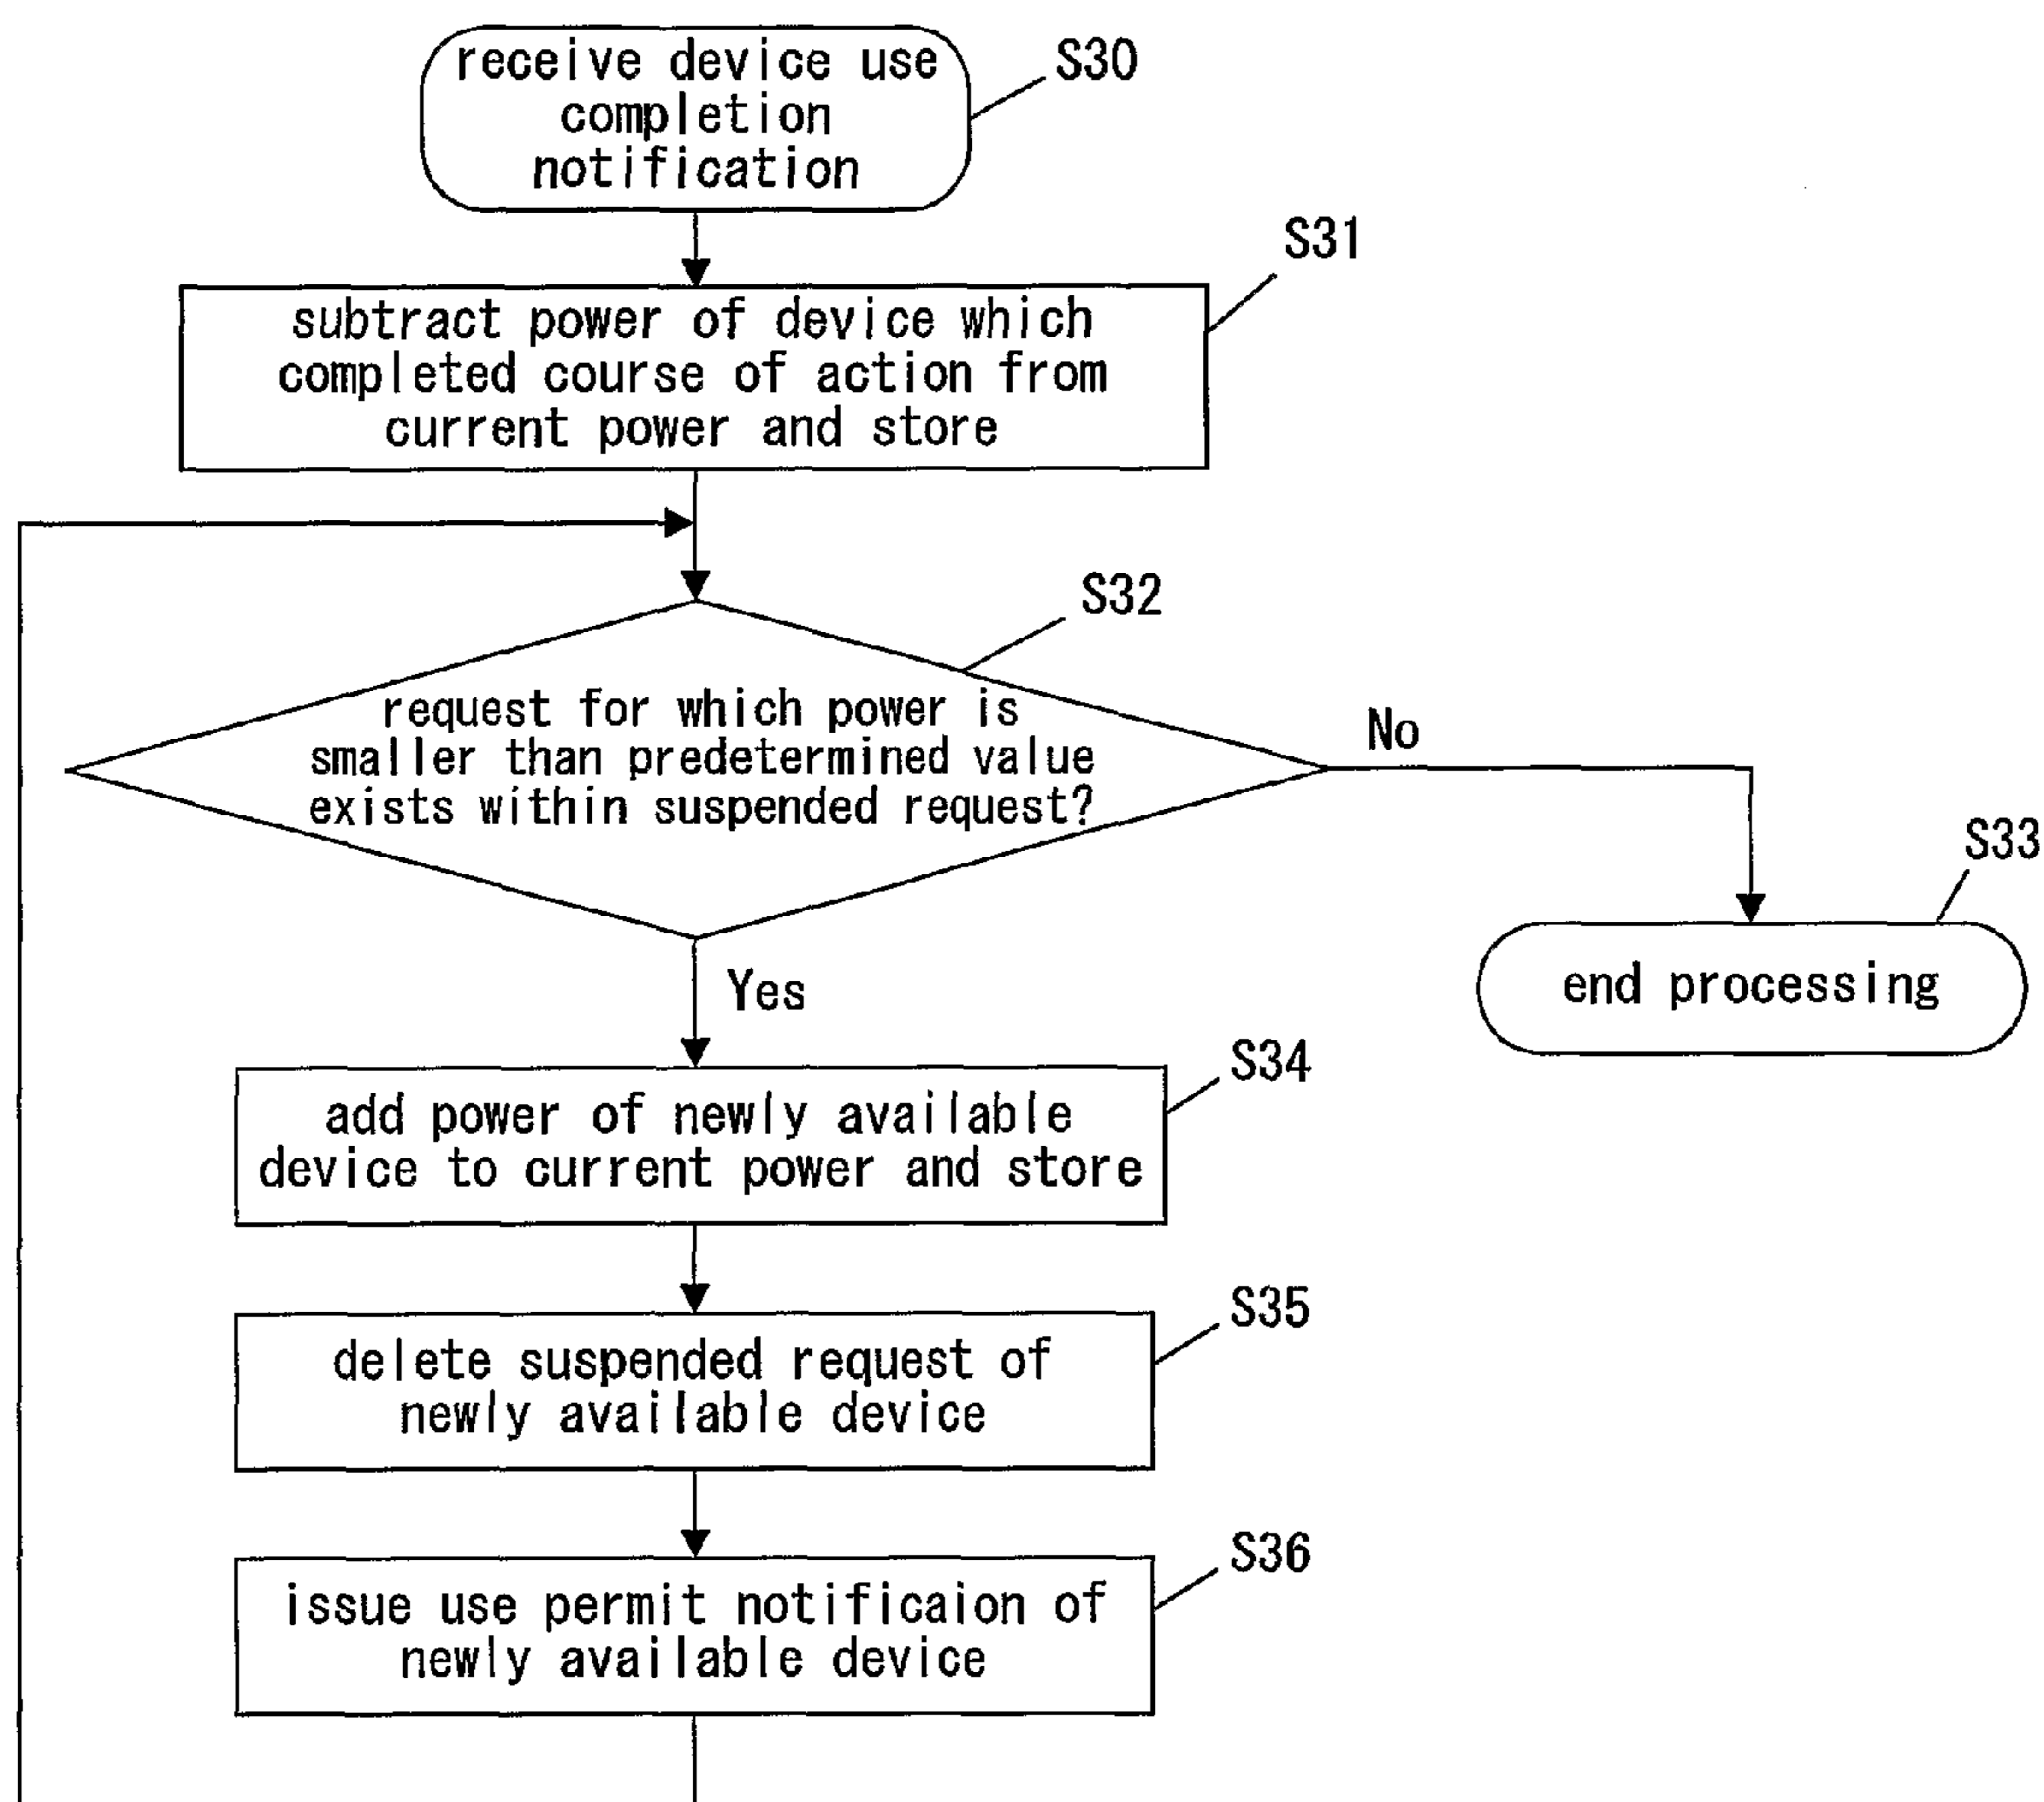 receive device use
completion
notification
S30
S31
subtract power of device which
completed course of action from
current power and store
S32
request for which power is
smaller than predetermined value
exists within suspended request?
No
S33
end processing
Yes
S34
add power of newly available
device to current power and store
S35
delete suspended request of
newly available device
S36
issue use permit notificaion of
newly available device